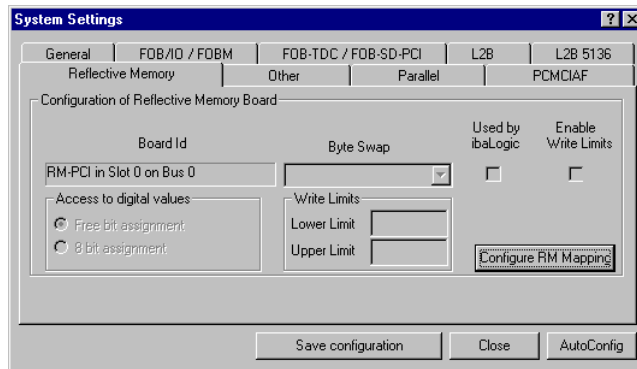 System Settings
General FOB/IO / FOBM FOB-TDC / FOB-SD-PCI L2B L2B 5136
Reflective Memory Other Parallel PCMCIAF
Configuration of Reflective Memory Board
Board Id Byte Swap Used by ibaLogic Enable Write Limits
RM-PCI in Slot 0 on Bus 0
Access to digital values Write Limits
Free bit assignment Lower Limit
8 bit assignment Upper Limit Configure RM Mapping
Save configuration Close AutoConfig